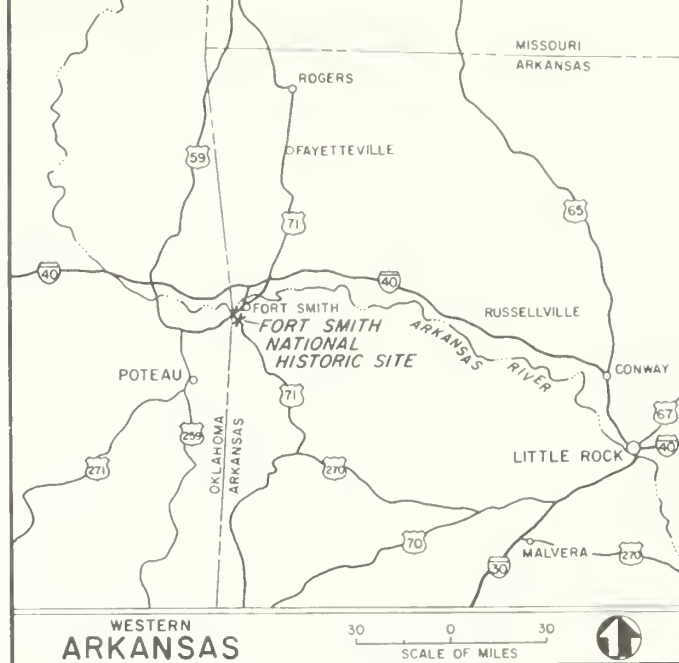 MISSOURI
ARKANSAS
ROGERS
FAYETTEVILLE
59
71
65
40
40
FORT SMITH
FORT SMITH
NATIONAL
HISTORIC SITE
RUSSELLVILLE
ARKANSAS RIVER
POTEAU
CONWAY
71
67
259
OKLAHOMA
ARKANSAS
LITTLE ROCK
40
271
270
70
30
MALVERA
270
WESTERN
ARKANSAS
30 0 30
SCALE OF MILES